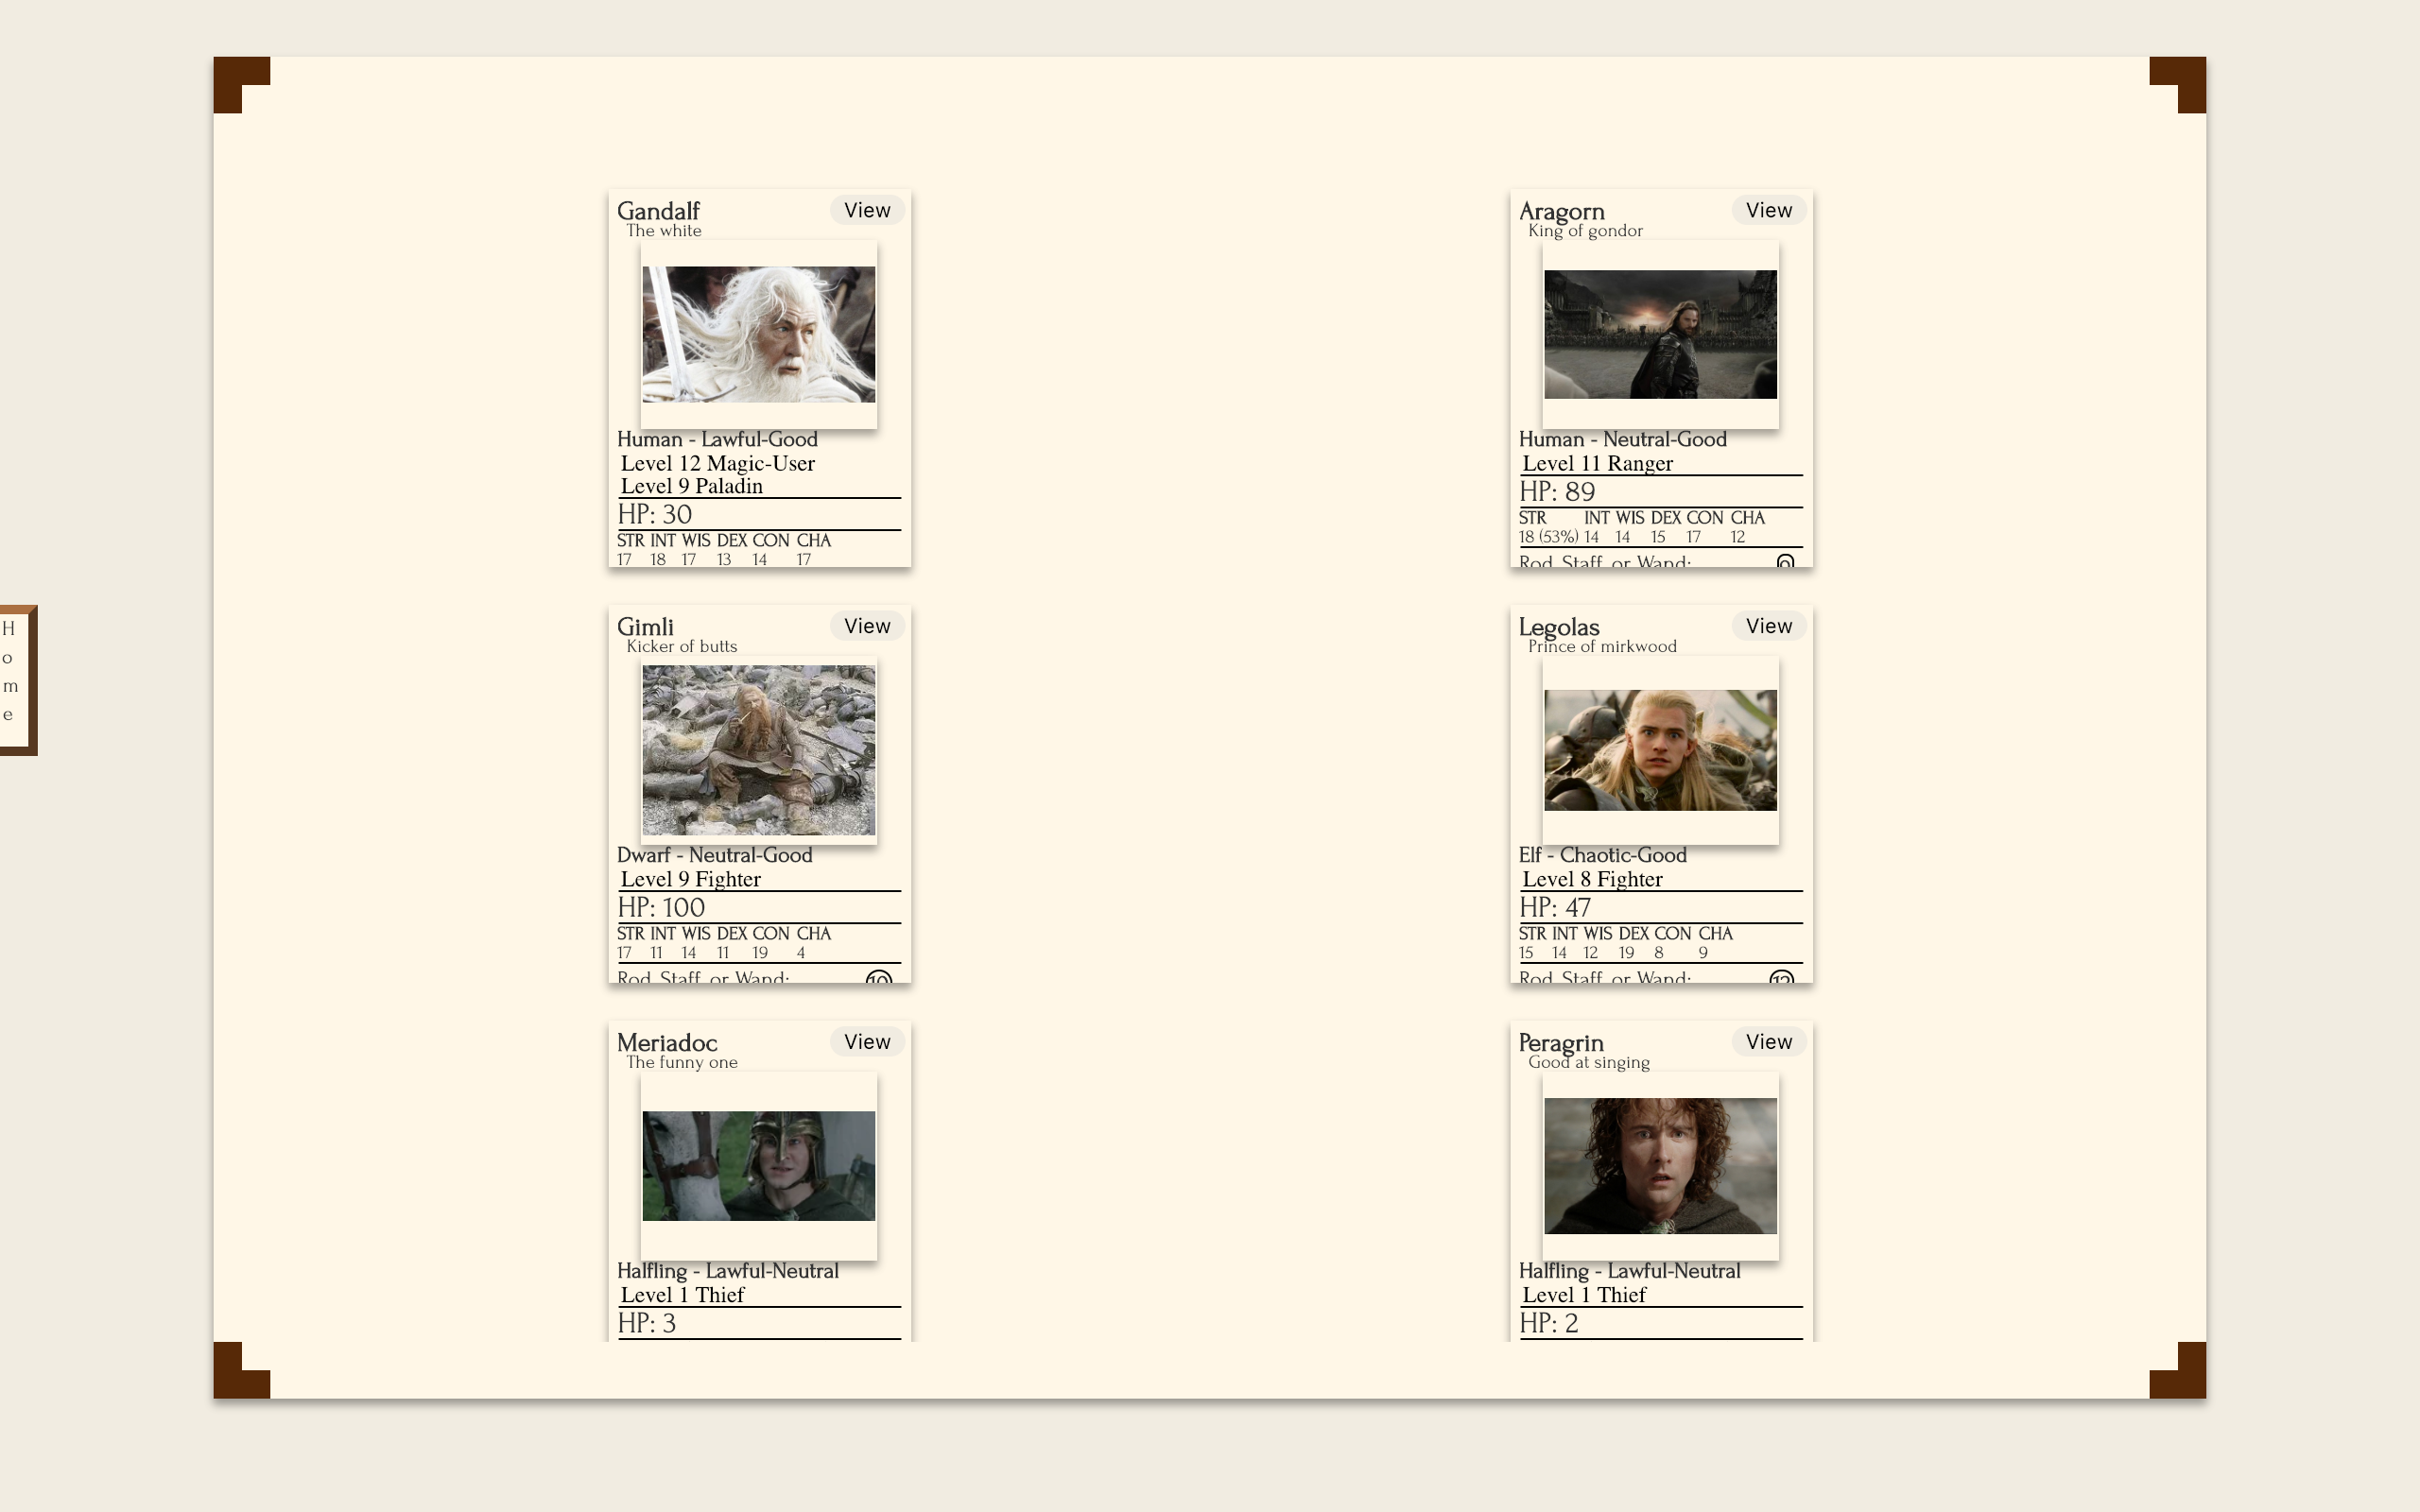 Gandalf
View
The white
Human - Lawful-Good
Level 12 Magic-User
Level 9 Paladin
HP: 30
STR INT WIS DEX CON CHA
17 18 17 13 14 17
Aragorn
View
King of gondor
Human - Neutral-Good
Level 11 Ranger
HP: 89
STR INT WIS DEX CON CHA
18 (53%) 14 14 15 17 12
Rod, Staff, or Wand:
Home
Gimli
View
Kicker of butts
Dwarf - Neutral-Good
Level 9 Fighter
HP: 100
STR INT WIS DEX CON CHA
17 11 14 11 19 4
Rod, Staff, or Wand: 10
Legolas
View
Prince of mirkwood
Elf - Chaotic-Good
Level 8 Fighter
HP: 47
STR INT WIS DEX CON CHA
15 14 12 19 8 9
Rod, Staff, or Wand:
Meriadoc
View
The funny one
Halfling - Lawful-Neutral
Level 1 Thief
HP: 3
Peragrin
View
Good at singing
Halfling - Lawful-Neutral
Level 1 Thief
HP: 2